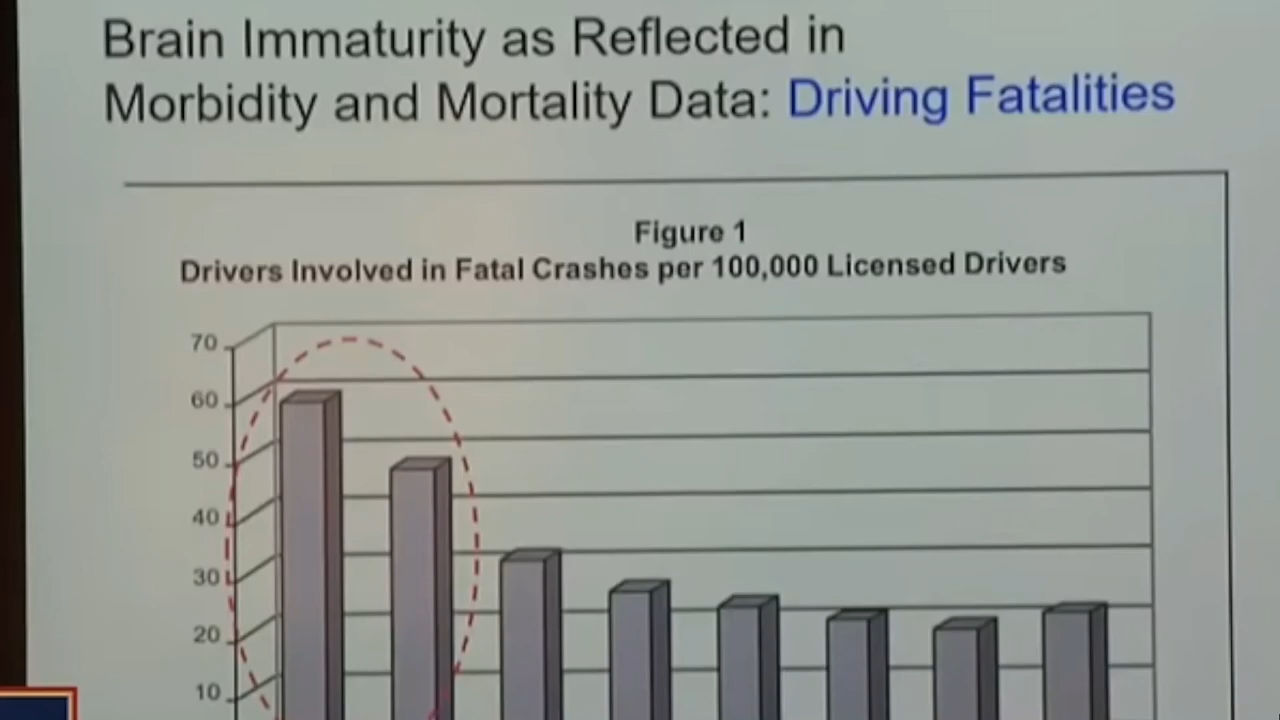 Brain Immaturity as Reflected in
Morbidity and Mortality Data: Driving Fatalities
Figure 1
Drivers Involved in Fatal Crashes per 100,000 Licensed Drivers
70
60
50
40
30
20
10